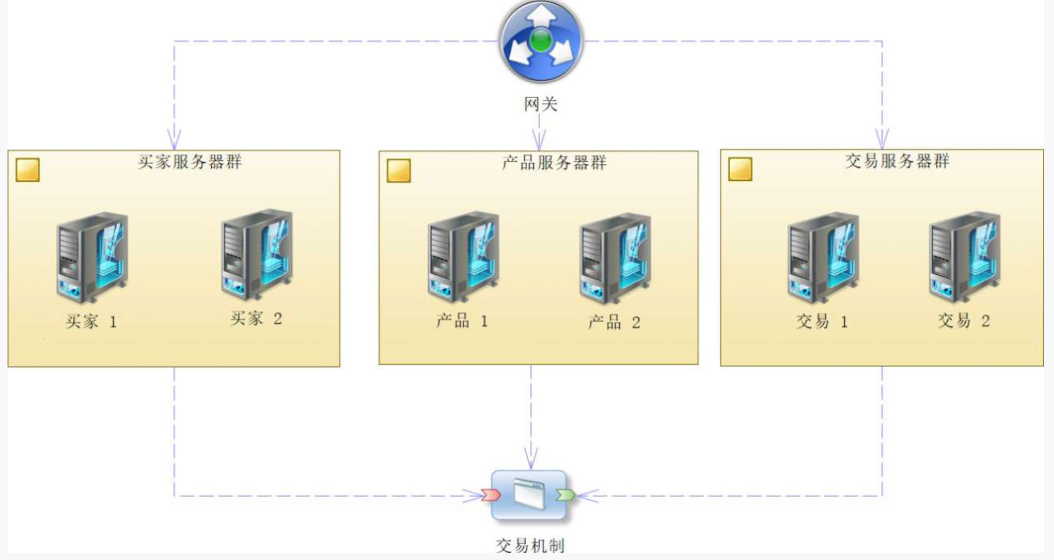 网关
买家服务器群
产品服务器群
交易服务器群
买家 1
买家 2
产品 1
产品 2
交易 1
交易 2
交易机制